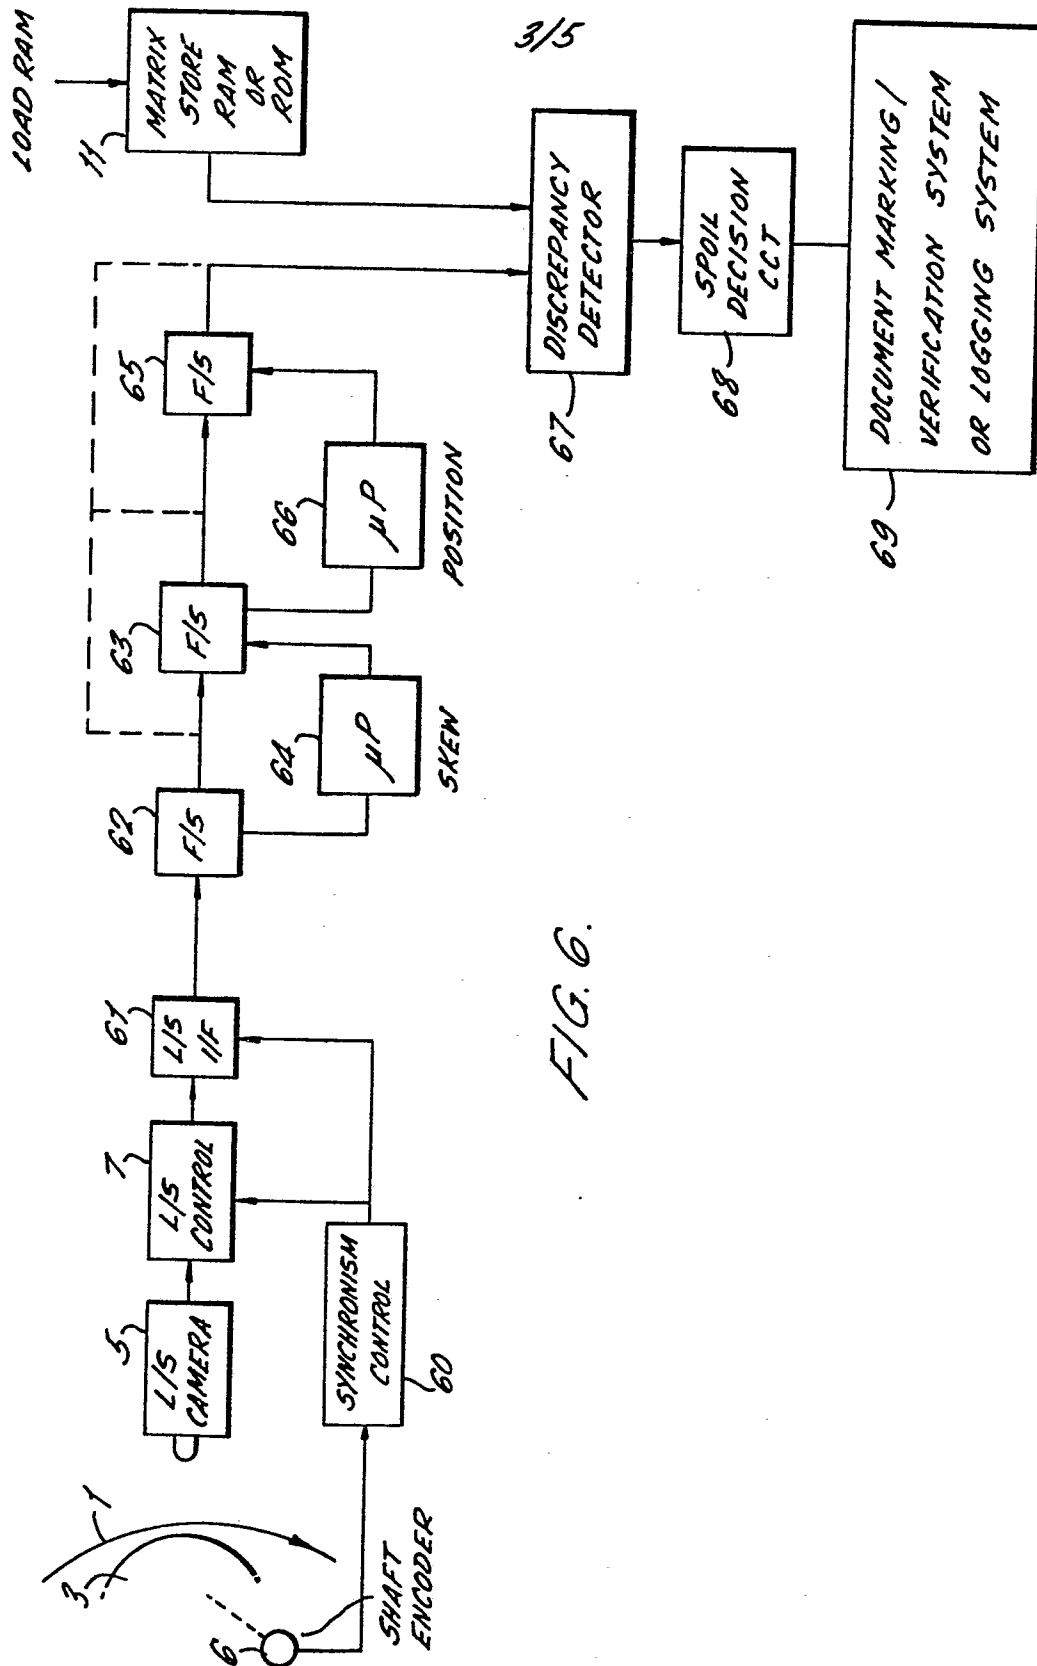 3/5
LOAD RAM
11
MATRIX
STORE
RAM
OR
ROM
65
F/S
66
μP
POSITION
63
F/S
64
μP
SKEW
62
F/S
61
L/S
I/F
7
L/S
CONTROL
5
L/S
CAMERA
SYNCHRONISM
CONTROL
60
1
3
6
SHAFT
ENCODER
DISCREPANCY
DETECTOR
67
SPOIL
DECISION
CCT
68
DOCUMENT MARKING/
VERIFICATION SYSTEM
OR LOGGING SYSTEM
69
FIG. 6.